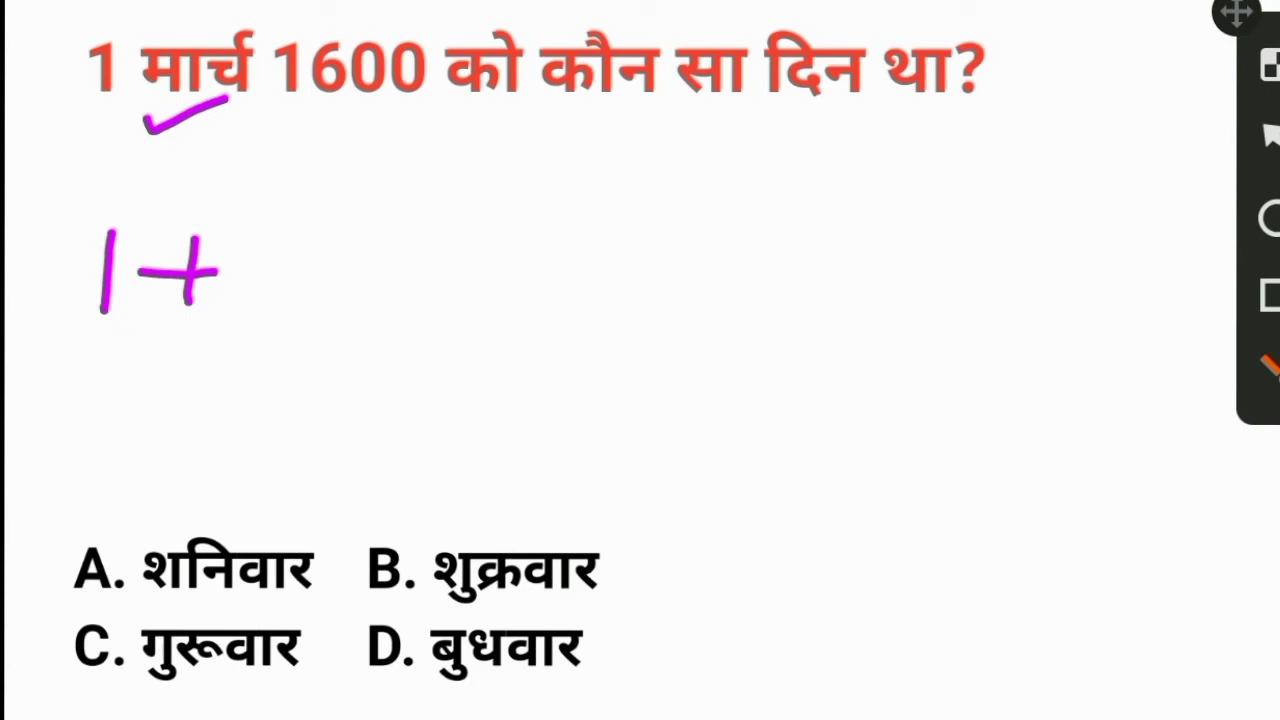 1 मार्च 1600 को कौन सा दिन था?
1+
A. शनिवार B. शुक्रवार
C. गुरूवार D. बुधवार